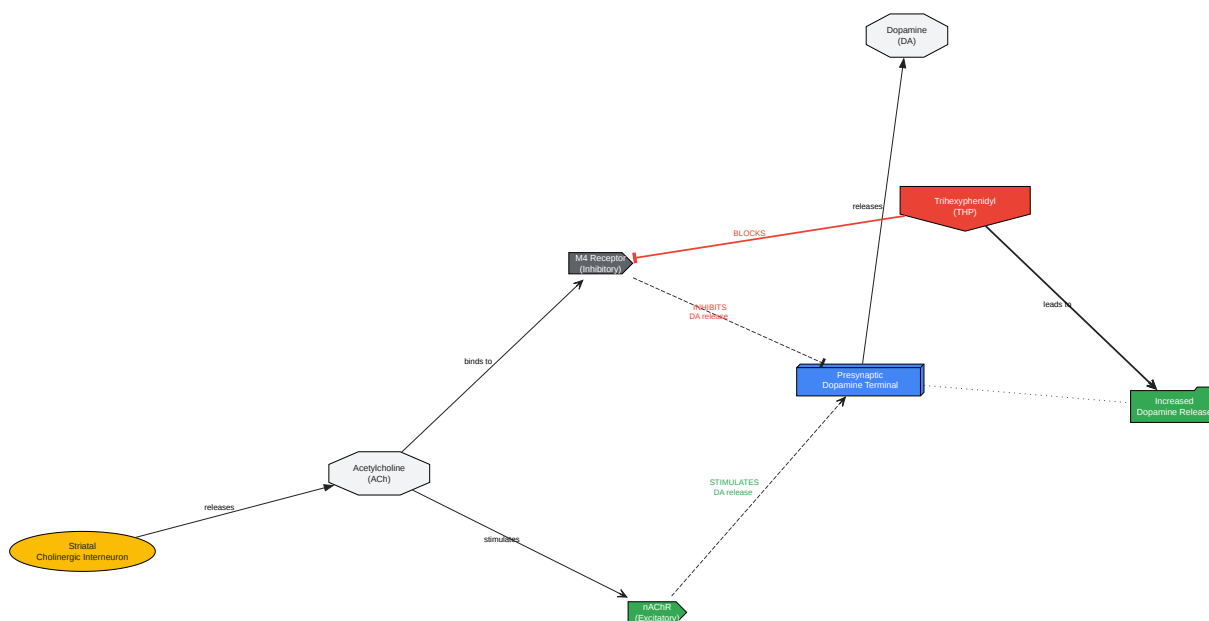 Dopamine
(DA)
Trihexyphenidyl
(THP)
releases
BLOCKS
M4 Receptor
(Inhibitory)
leads to
INHIBITS
DA release
Presynaptic
Dopamine Terminal
Increased
Dopamine Release
binds to
Acetylcholine
(ACh)
STIMULATES
DA release
releases
stimulates
Striatal
Cholinergic Interneuron
nAChR
(Excitatory)